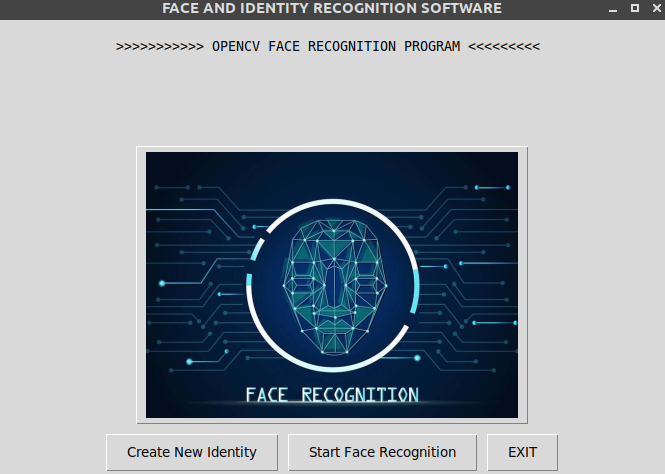 FACE AND IDENTITY RECOGNITION SOFTWARE
>>>>>>>>>>> OPENCV FACE RECOGNITION PROGRAM <<<<<<<<<
FACE RECOGNITION
Create New Identity Start Face Recognition EXIT